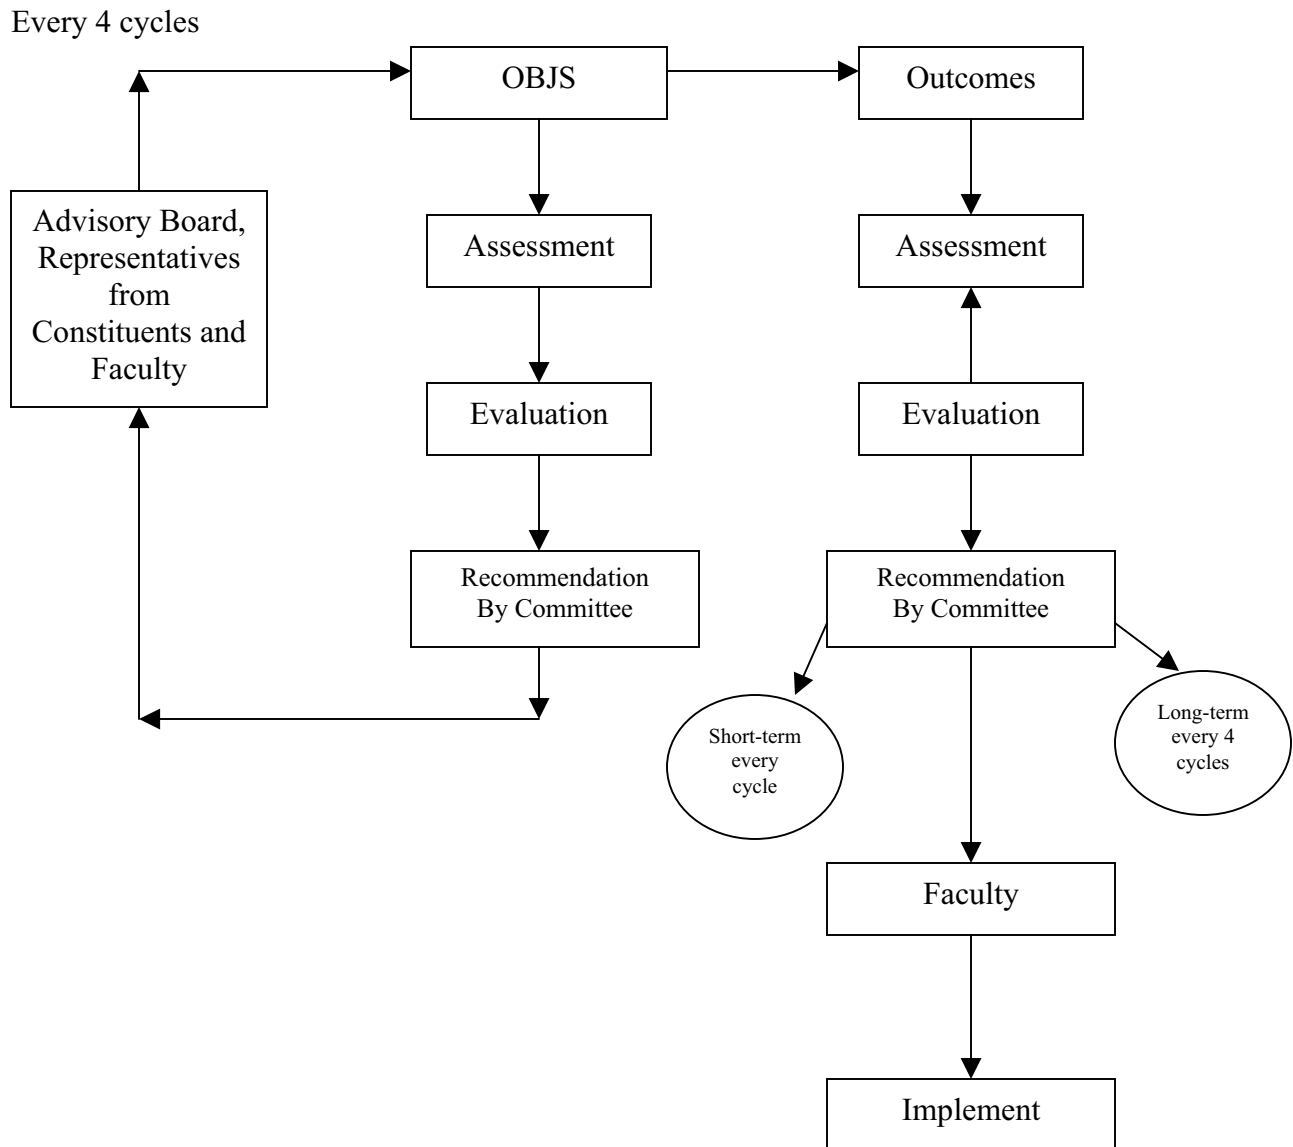 Every 4 cycles
OBJS
Outcomes
Advisory Board,
Representatives
from
Constituents and
Faculty
Assessment
Assessment
Evaluation
Evaluation
Recommendation
By Committee
Recommendation
By Committee
Short-term
every
cycle
Long-term
every 4
cycles
Faculty
Implement